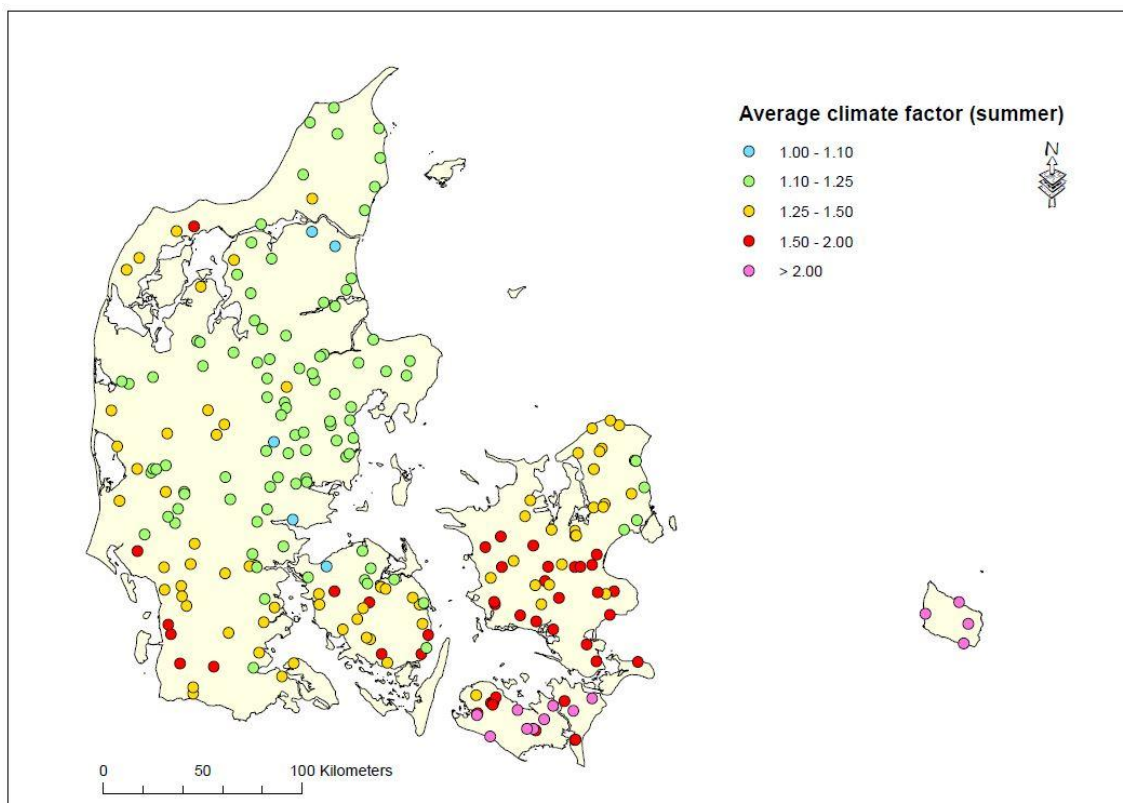 Average climate factor (summer)
1.00 - 1.10
1.10 - 1.25
1.25 - 1.50
1.50 - 2.00
> 2.00
N
0 50 100 Kilometers